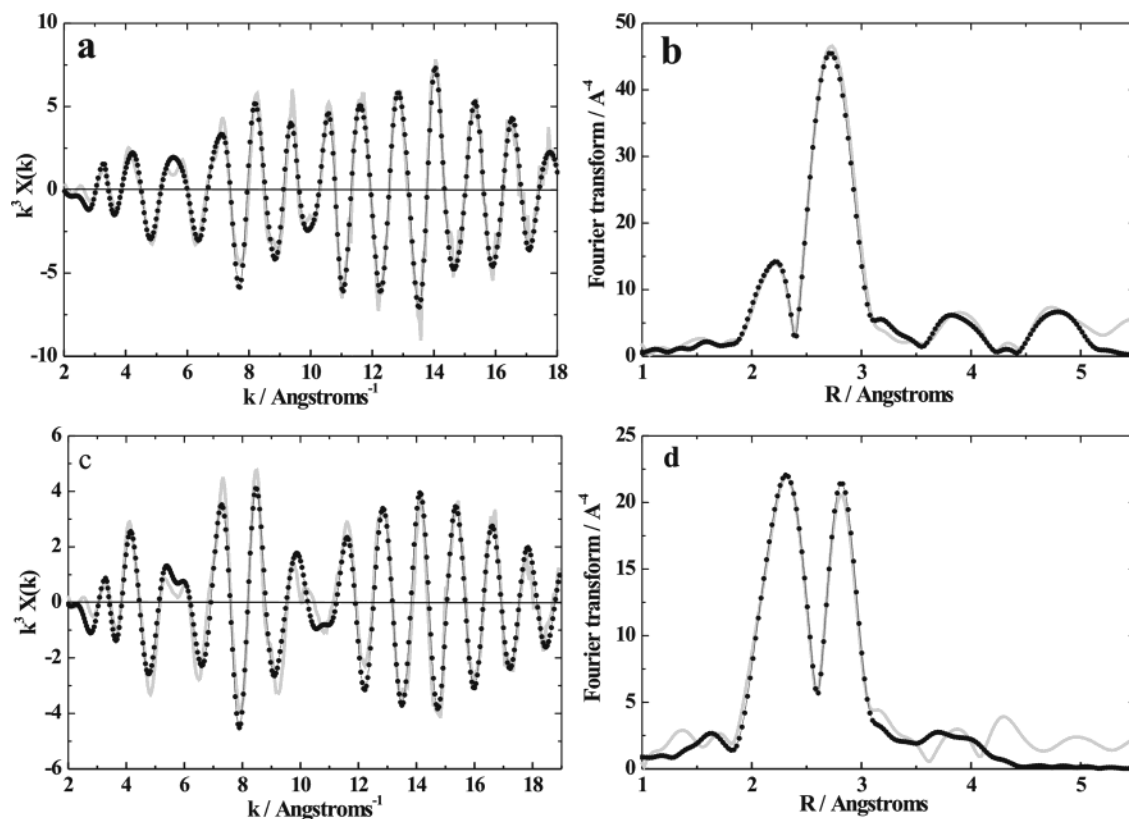 a
10
5
0
-5
-10
k³ X(k)
2 4 6 8 10 12 14 16 18
k / Angstroms⁻¹
b
50
40
30
20
10
0
Fourier transform / A⁻⁴
1 2 3 4 5
R / Angstroms
c
6
4
2
0
-2
-4
-6
k³ X(k)
2 4 6 8 10 12 14 16 18
k / Angstroms⁻¹
d
25
20
15
10
5
0
Fourier transform / A⁻⁴
1 2 3 4 5
R / Angstroms